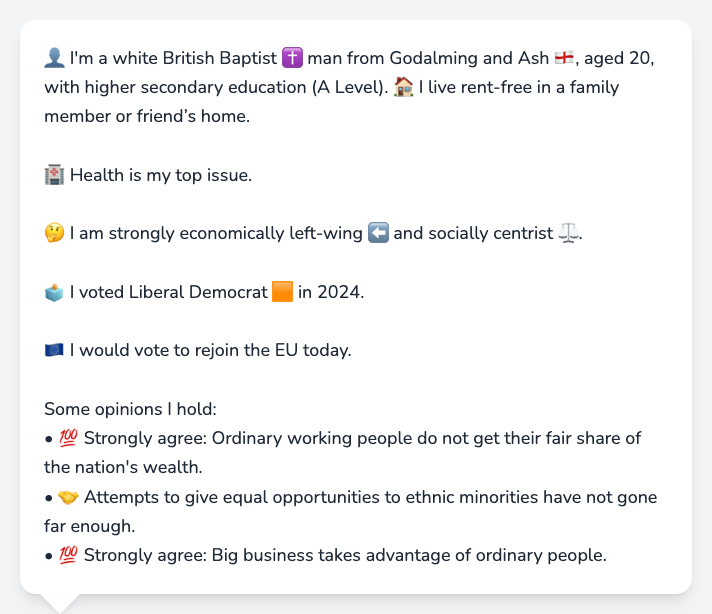 👤 I'm a white British Baptist ✝️ man from Godalming and Ash 🏴󠁧󠁢󠁥󠁮󠁧󠁿, aged 20,
with higher secondary education (A Level). 🏠 I live rent-free in a family
member or friend’s home.
🏥 Health is my top issue.
🤔 I am strongly economically left-wing ⬅️ and socially centrist ⚖️.
🗳️ I voted Liberal Democrat 🟧 in 2024.
🇪🇺 I would vote to rejoin the EU today.
Some opinions I hold:
• 💯 Strongly agree: Ordinary working people do not get their fair share of
the nation's wealth.
• 🤝 Attempts to give equal opportunities to ethnic minorities have not gone
far enough.
• 💯 Strongly agree: Big business takes advantage of ordinary people.